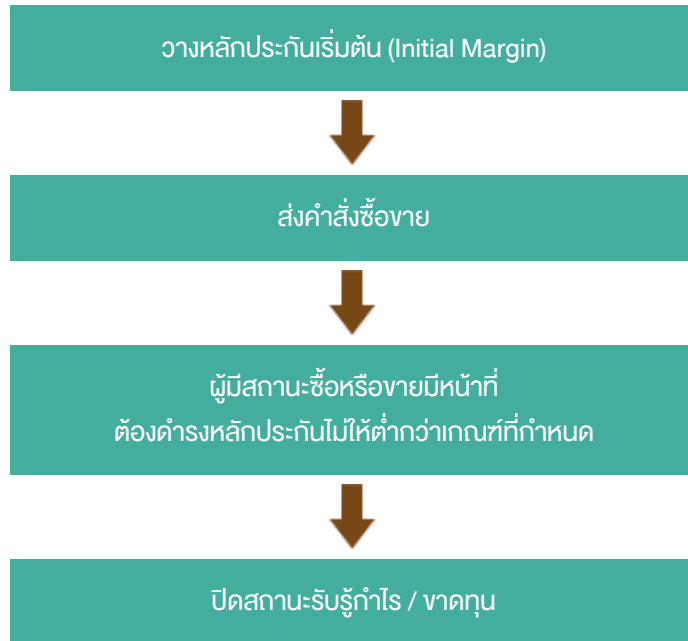 วางหลักประกันเริ่มต้น (Initial Margin)
ส่งคำสั่งซื้อขาย
ผู้มีสถานะซื้อหรือขายมีหน้าที่
ต้องดำรงหลักประกันไม่ให้ต่ำกว่าเกณฑ์ที่กำหนด
ปิดสถานะรับรู้กำไร / ขาดทุน